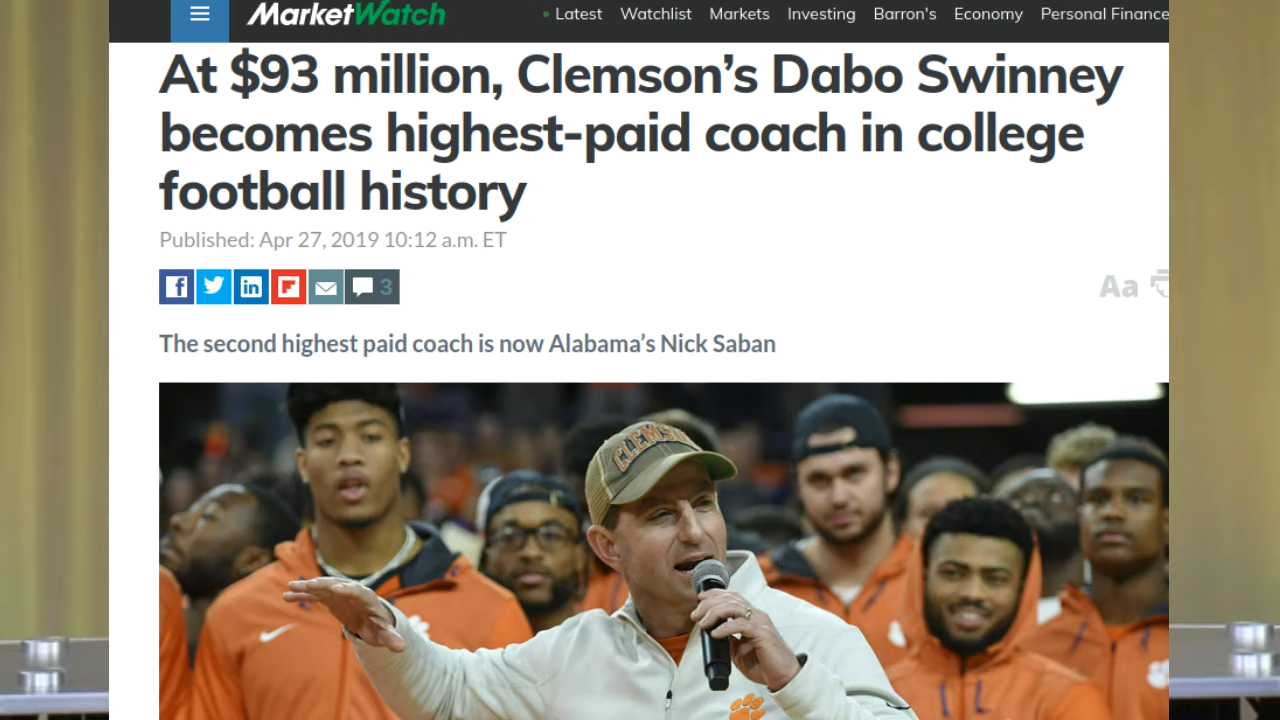 MarketWatch
Latest Watchlist Markets Investing Barron's Economy Personal Finance
At $93 million, Clemson’s Dabo Swinney
becomes highest-paid coach in college
football history
Published: Apr 27, 2019 10:12 a.m. ET
3
Aa
The second highest paid coach is now Alabama’s Nick Saban
CLEMSON